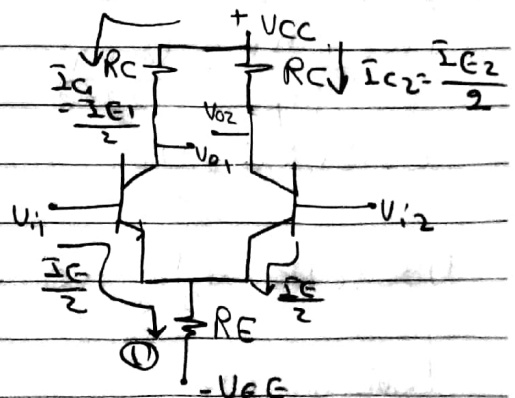 + VCC
RC
RC
IC1 = IE1/2
IC2 = IE2/2
Vo2
Vo1
Vi1
Vi2
IE/2
IE/2
①
RE
-VEE